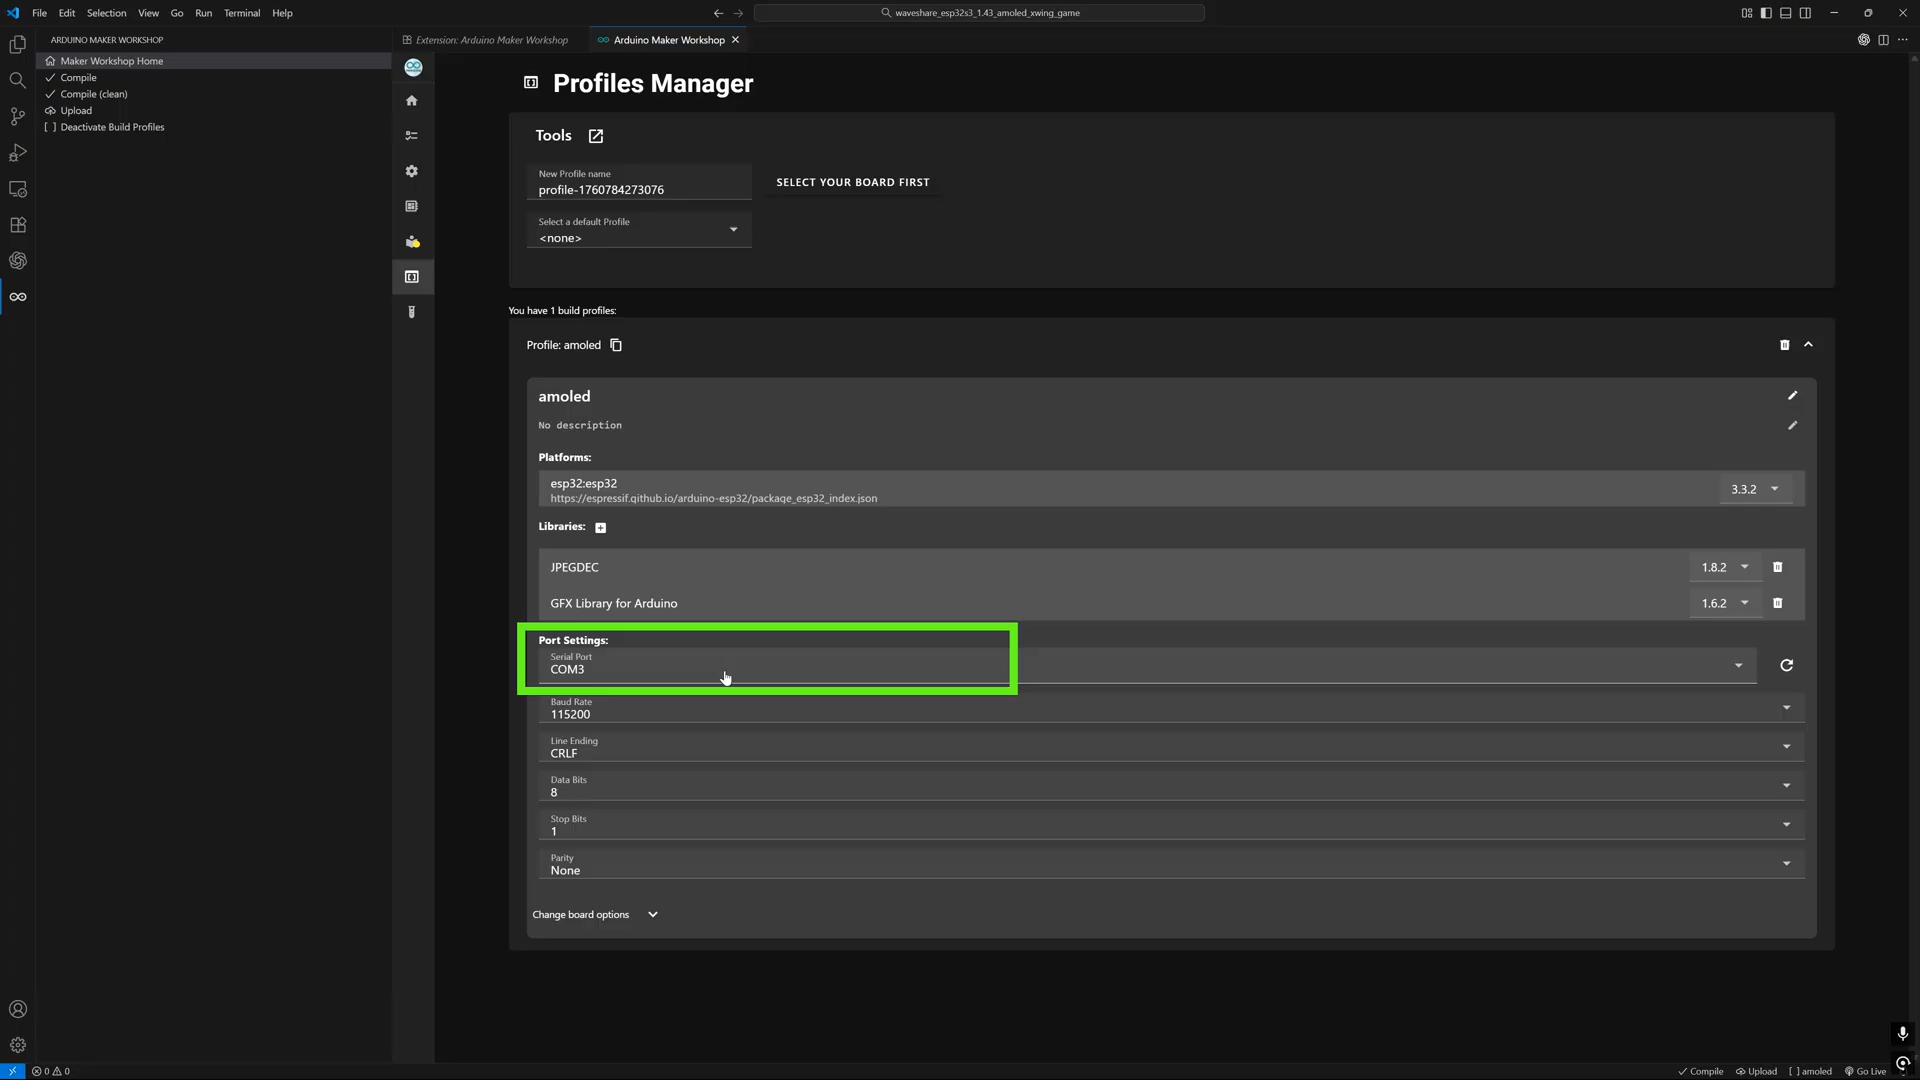 File Edit Selection View Go Run Terminal Help
waveshare_esp32s3_1.43_amoled_xwing_game
ARDUINO MAKER WORKSHOP
Extension: Arduino Maker Workshop
Arduino Maker Workshop
Maker Workshop Home
Compile
Compile (clean)
Upload
[ ] Deactivate Build Profiles
Profiles Manager
Tools
New Profile name
profile-1760784273076
SELECT YOUR BOARD FIRST
Select a default Profile
<none>
You have 1 build profiles:
Profile: amoled
amoled
No description
Platforms:
esp32:esp32
https://espressif.github.io/arduino-esp32/package_esp32_index.json
3.3.2
Libraries:
JPEGDEC
1.8.2
GFX Library for Arduino
1.6.2
Port Settings:
Serial Port
COM3
Baud Rate
115200
Line Ending
CRLF
Data Bits
8
Stop Bits
1
Parity
None
Change board options
0 0
Compile Upload [ ] amoled Go Live